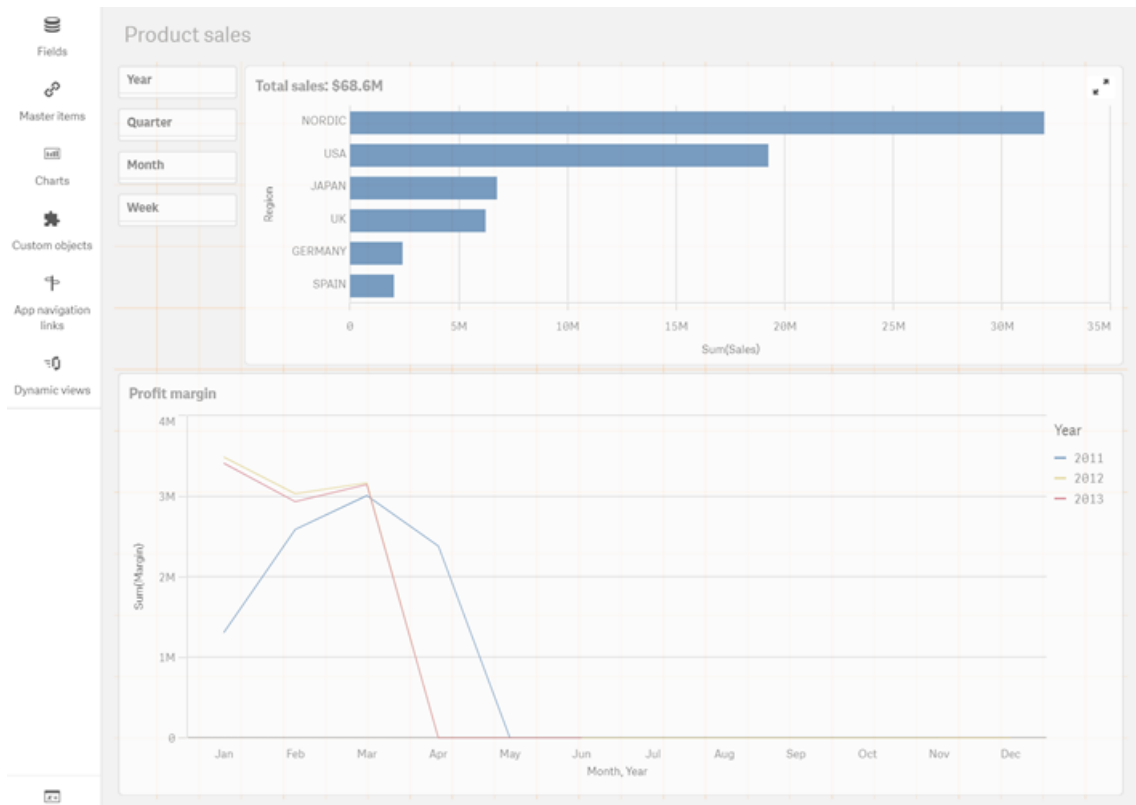 Fields
Master items
Charts
Custom objects
App navigation
links
Dynamic views
Product sales
Year
Quarter
Month
Week
Total sales: $68.6M
Region
NORDIC
USA
JAPAN
UK
GERMANY
SPAIN
0 5M 10M 15M 20M 25M 30M 35M
Sum(Sales)
Profit margin
Sum(Margin)
4M
3M
2M
1M
0
Jan Feb Mar Apr May Jun Jul Aug Sep Oct Nov Dec
Month, Year
Year
2011
2012
2013